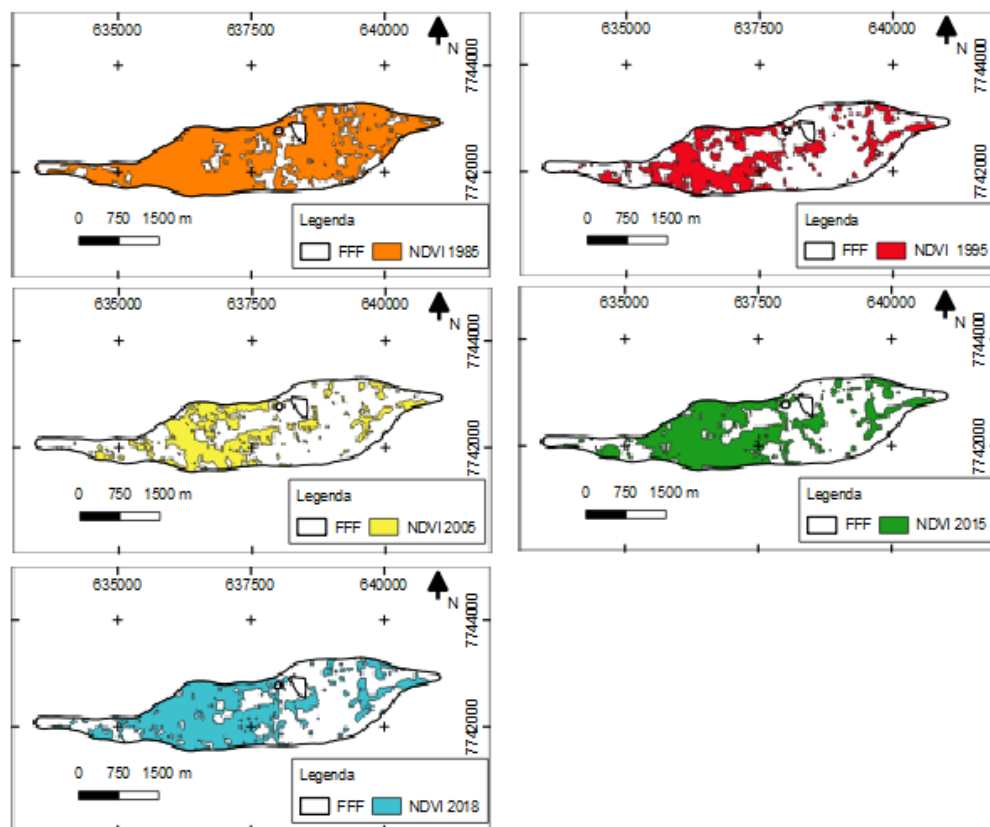 635000 637500 640000
N
7744000
7742000
0 750 1500 m
Legenda
FFF NDVI 1985
635000 637500 640000
N
7744000
7742000
0 750 1500 m
Legenda
FFF NDVI 1995
635000 637500 640000
N
7744000
7742000
0 750 1500 m
Legenda
FFF NDVI 2005
635000 637500 640000
N
7744000
7742000
0 750 1500 m
Legenda
FFF NDVI 2015
635000 637500 640000
N
7744000
7742000
0 750 1500 m
Legenda
FFF NDVI 2018